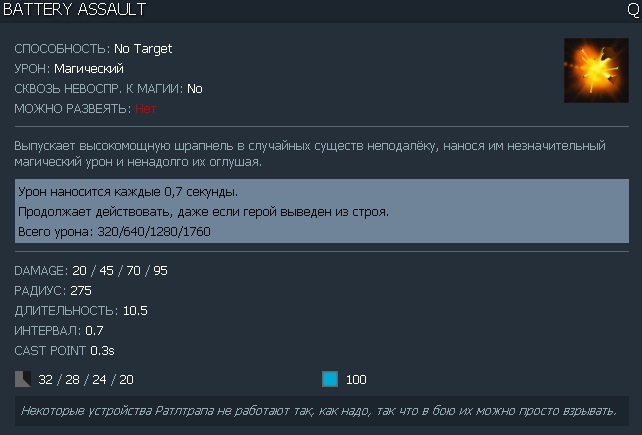 BATTERY ASSAULT Q
СПОСОБНОСТЬ: No Target
УРОН: Магический
СКВОЗЬ НЕВОСПР. К МАГИИ: No
МОЖНО РАЗВЕЯТЬ: Нет
Выпускает высокомощную шрапнель в случайных существ неподалёку, нанося им незначительный
магический урон и ненадолго их оглушая.
Урон наносится каждые 0,7 секунды.
Продолжает действовать, даже если герой выведен из строя.
Всего урона: 320/640/1280/1760
DAMAGE: 20 / 45 / 70 / 95
РАДИУС: 275
ДЛИТЕЛЬНОСТЬ: 10.5
ИНТЕРВАЛ: 0.7
CAST POINT 0.3s
32 / 28 / 24 / 20 100
Некоторые устройства Раттлтрапа не работают так, как надо, так что в бою их можно просто взрывать.